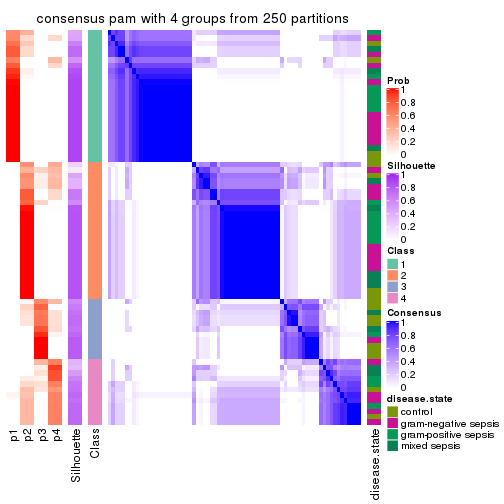 consensus pam with 4 groups from 250 partitions
Prob
1
0.8
0.6
0.4
0.2
0
Silhouette
1
0.8
0.6
0.4
0.2
0
Class
1
2
3
4
Consensus
1
0.8
0.6
0.4
0.2
0
disease.state
control
gram-negative sepsis
gram-positive sepsis
mixed sepsis
p1
p2
p3
p4
Silhouette
Class
disease.state